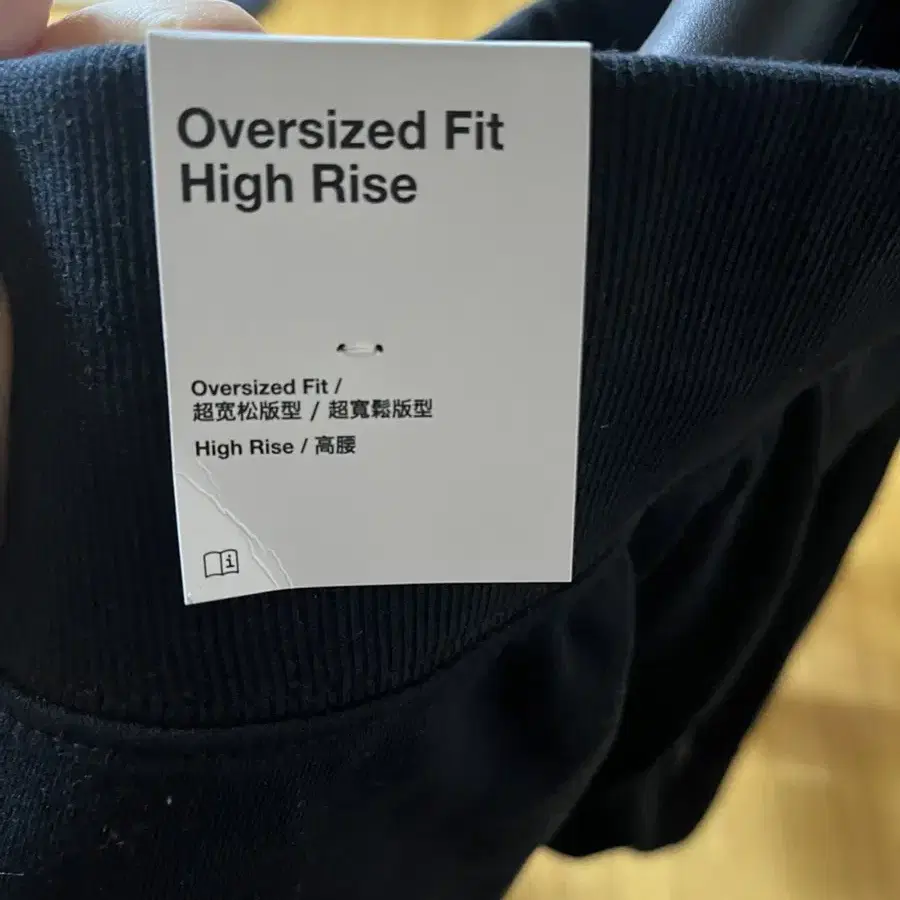 Oversized Fit
High Rise
Oversized Fit /
超宽松版型 / 超寬鬆版型
High Rise / 高腰
i